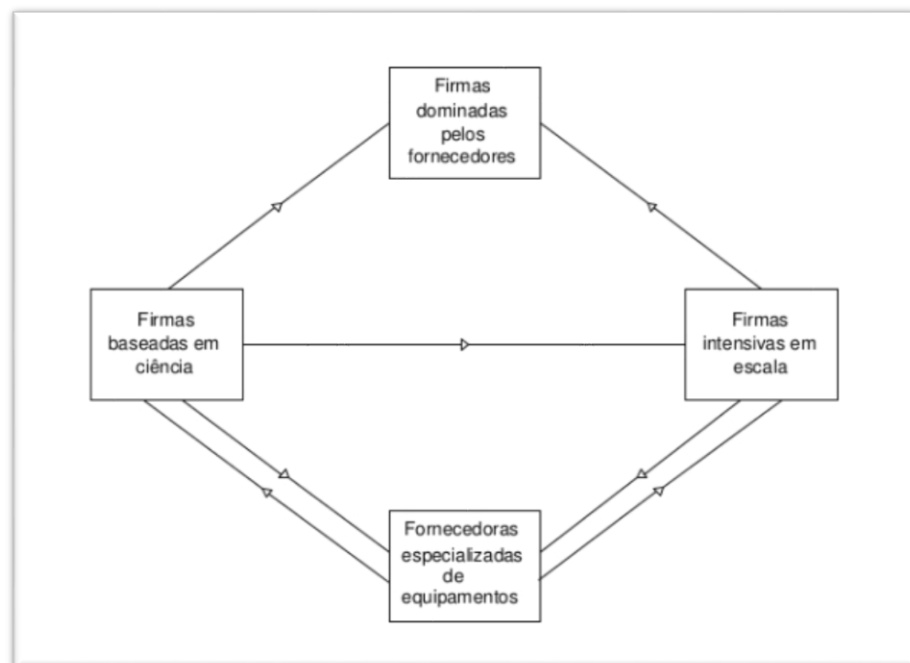 Firmas
dominadas
pelos
fornecedores
Firmas
baseadas em
ciência
Firmas
intensivas em
escala
Fornecedoras
especializadas
de
equipamentos